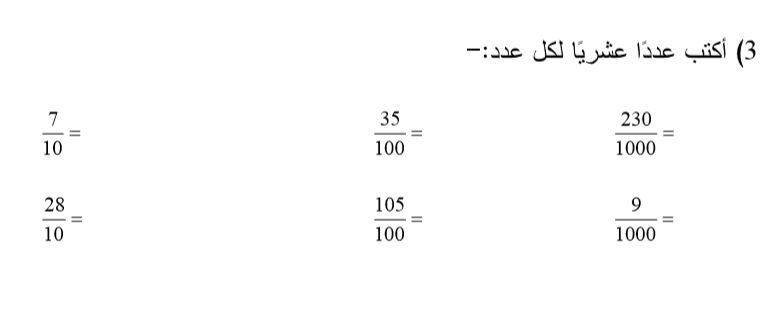 3) أكتب عددًا عشريًا لكل عدد:-
7/10 = 35/100 = 230/1000 =
28/10 = 105/100 = 9/1000 =